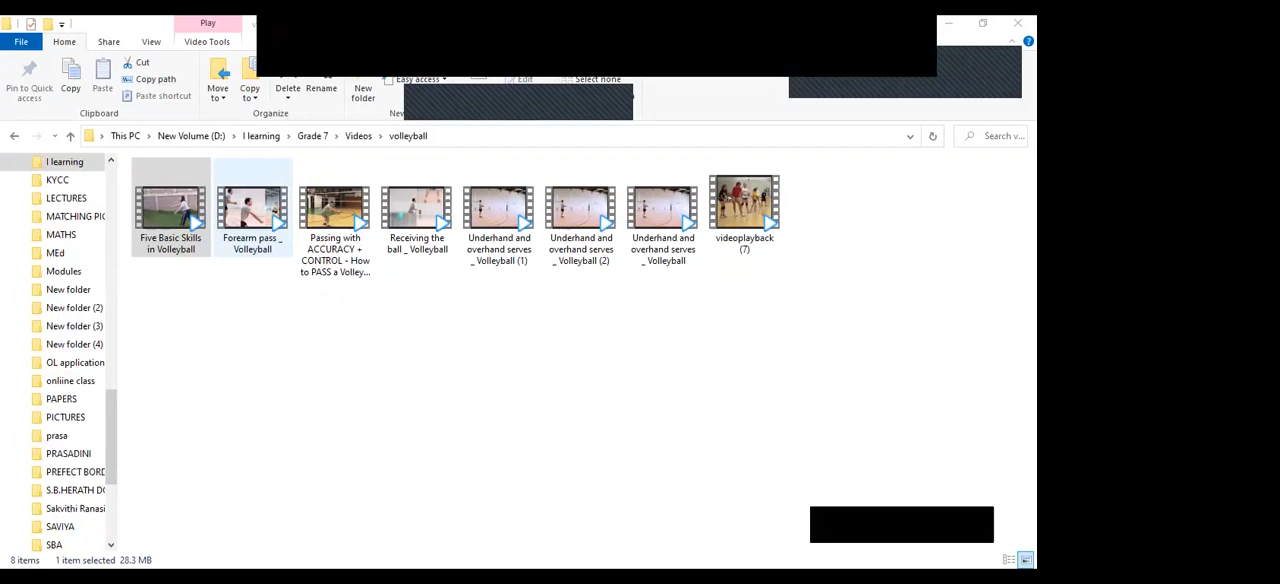 Play
File Home Share View Video Tools
Pin to Quick
access
Copy
Paste
Cut
Copy path
Paste shortcut
Move
to
Copy
to
Delete
Rename
New
folder
Easy access
Edit
Select none
Clipboard
Organize
This PC > New Volume (D:) > I learning > Grade 7 > Videos > volleyball
Search v...
I learning
KYCC
LECTURES
MATCHING PIC
MATHS
MEd
Modules
New folder
New folder (2)
New folder (3)
New folder (4)
OL application
onliine class
PAPERS
PICTURES
prasa
PRASADINI
PREFECT BORD
S.B.HERATH DO
Sakvithi Ranasi
SAVIYA
SBA
Five Basic Skills
in Volleyball
Forearm pass _
Volleyball
Passing with
ACCURACY +
CONTROL - How
to PASS a Volley...
Receiving the
ball _ Volleyball
Underhand and
overhand serves
_ Volleyball (1)
Underhand and
overhand serves
_ Volleyball (2)
Underhand and
overhand serves
_ Volleyball
videoplayback
(7)
8 items 1 item selected 28.3 MB